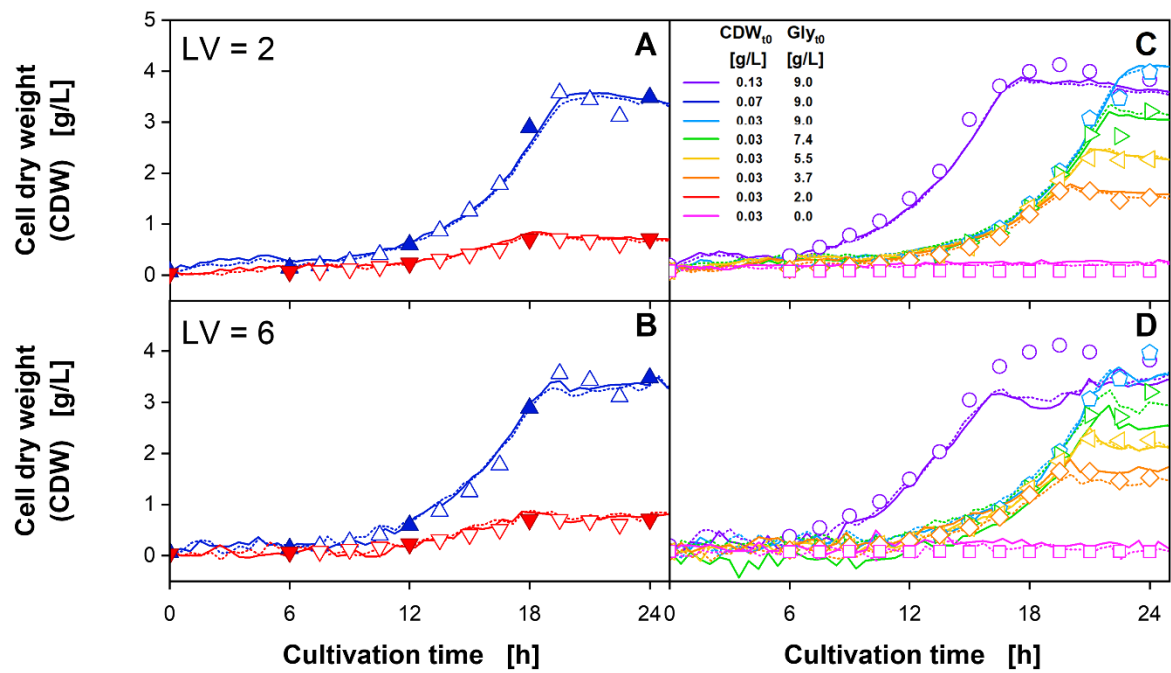 LV = 2
A
Cell dry weight
(CDW) [g/L]
5
4
3
2
1
0
C
CDWt0 Glyt0
[g/L] [g/L]
0.13 9.0
0.07 9.0
0.03 9.0
0.03 7.4
0.03 5.5
0.03 3.7
0.03 2.0
0.03 0.0
LV = 6
B
Cell dry weight
(CDW) [g/L]
4
3
2
1
0
D
0 6 12 18 24 0 6 12 18 24
Cultivation time [h] Cultivation time [h]